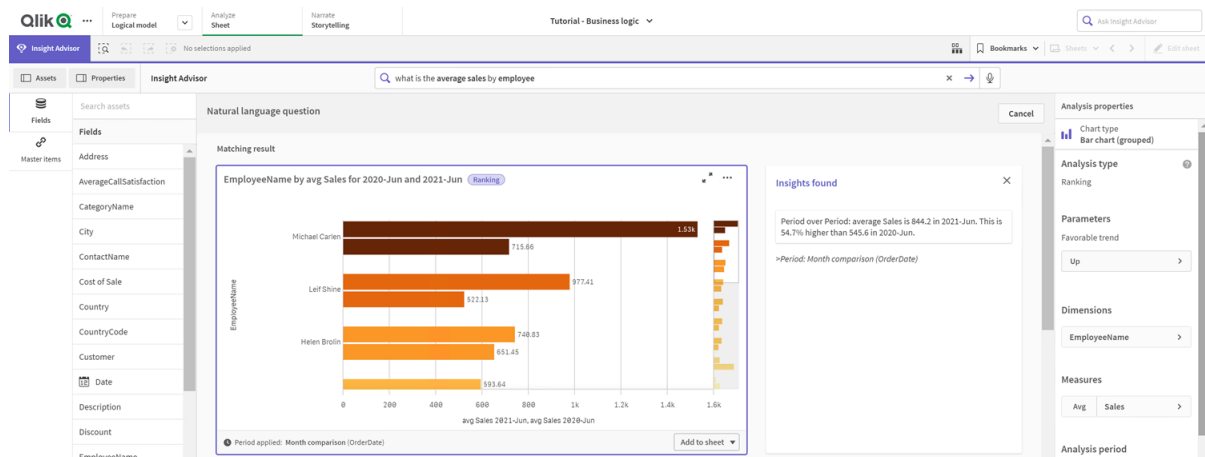 Qlik
...
Prepare
Logical model
Analyze
Sheet
Narrate
Storytelling
Tutorial - Business logic
Ask Insight Advisor
Insight Advisor
No selections applied
Bookmarks
Sheets
Edit sheet
Assets
Properties
Insight Advisor
what is the average sales by employee
Fields
Master items
Search assets
Fields
Address
AverageCallSatisfaction
CategoryName
City
ContactName
Cost of Sale
Country
CountryCode
Customer
Date
Description
Discount
EmployeeName
Natural language question
Cancel
Matching result
EmployeeName by avg Sales for 2020-Jun and 2021-Jun
Ranking
...
EmployeeName
Michael Carlen
1.53k
715.66
Leif Shine
977.41
522.13
Helen Brolin
740.83
651.45
593.64
0 200 400 600 800 1k 1.2k 1.4k 1.6k
avg Sales 2021-Jun, avg Sales 2020-Jun
Period applied: Month comparison (OrderDate)
Add to sheet
Insights found
Period over Period: average Sales is 844.2 in 2021-Jun. This is
54.7% higher than 545.6 in 2020-Jun.
>Period: Month comparison (OrderDate)
Analysis properties
Chart type
Bar chart (grouped)
Analysis type
Ranking
Parameters
Favorable trend
Up
Dimensions
EmployeeName
Measures
Avg Sales
Analysis period